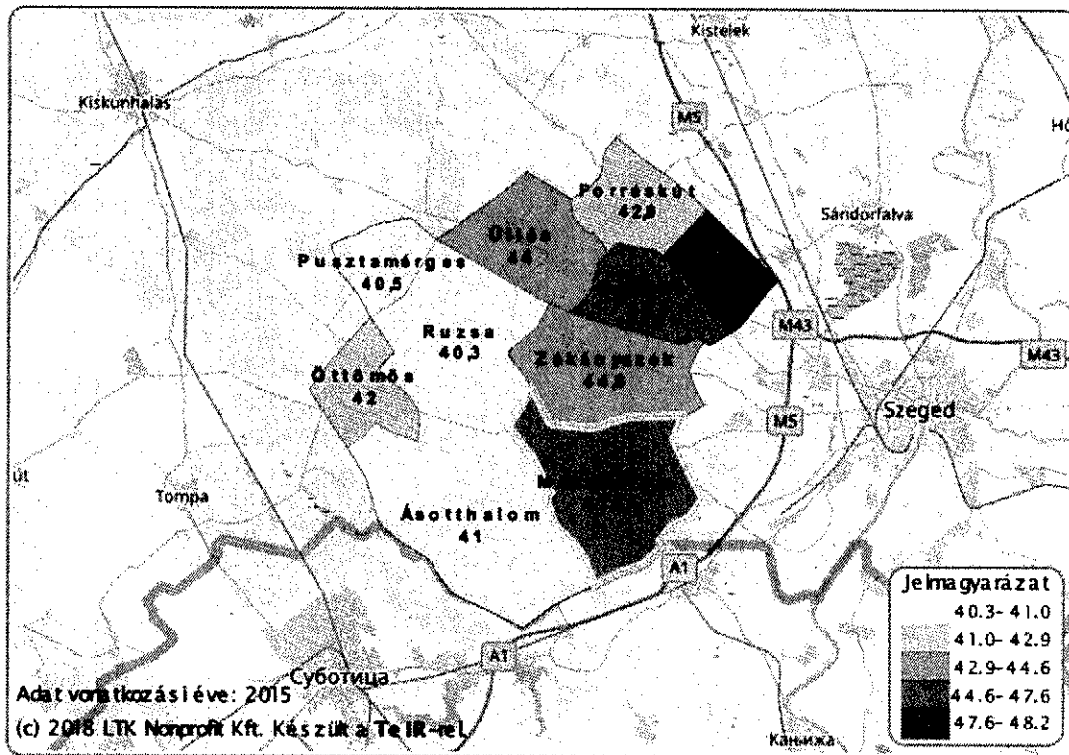 Kistelek
Kiskunhalas
M5
Forráskút
42,9
Sándorfalva
Üllés
44
Pusztamérges
40,5
M43
Ruzsa
40,3
M43
Zákányszék
44,6
Öttömös
42
Szeged
M5
Tompa
Ásotthalom
41
A1
Jelmagyarázat
40.3-41.0
41.0-42.9
42.9-44.6
44.6-47.6
47.6-48.2
A1
Суботица
Adat vonatkozási éve: 2015
(c) 2018 LTK Nonprofit Kft. Készült a TeIR-rel
Кањижа